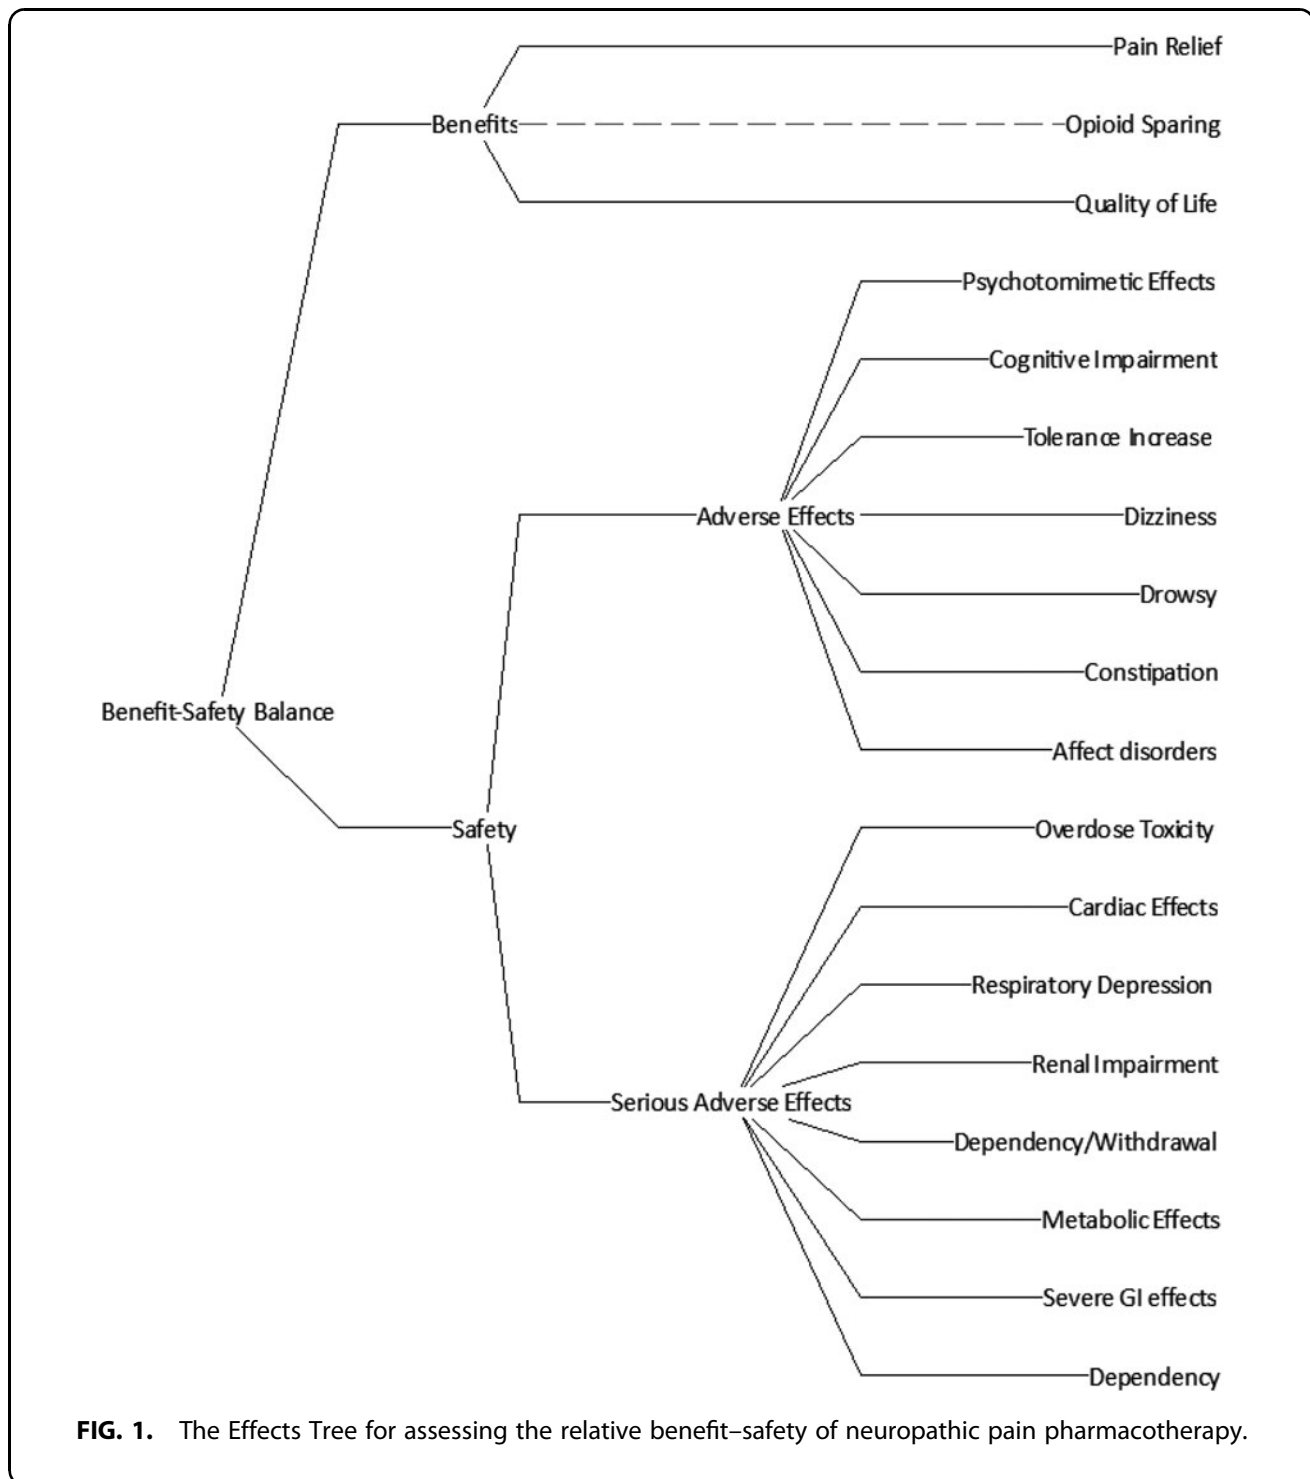 Pain Relief
Benefits
Opioid Sparing
Quality of Life
Psychotomimetic Effects
Cognitive Impairment
Tolerance Increase
Adverse Effects
Dizziness
Drowsy
Constipation
Benefit-Safety Balance
Affect disorders
Safety
Overdose Toxicity
Cardiac Effects
Respiratory Depression
Renal Impairment
Serious Adverse Effects
Dependency/Withdrawal
Metabolic Effects
Severe GI effects
Dependency
FIG. 1. The Effects Tree for assessing the relative benefit–safety of neuropathic pain pharmacotherapy.